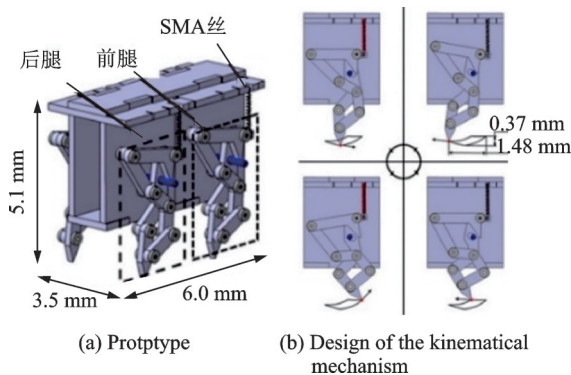 SMA丝
后腿
前腿
5.1 mm
3.5 mm
6.0 mm
0.37 mm
1.48 mm
(a) Protptype
(b) Design of the kinematical
mechanism